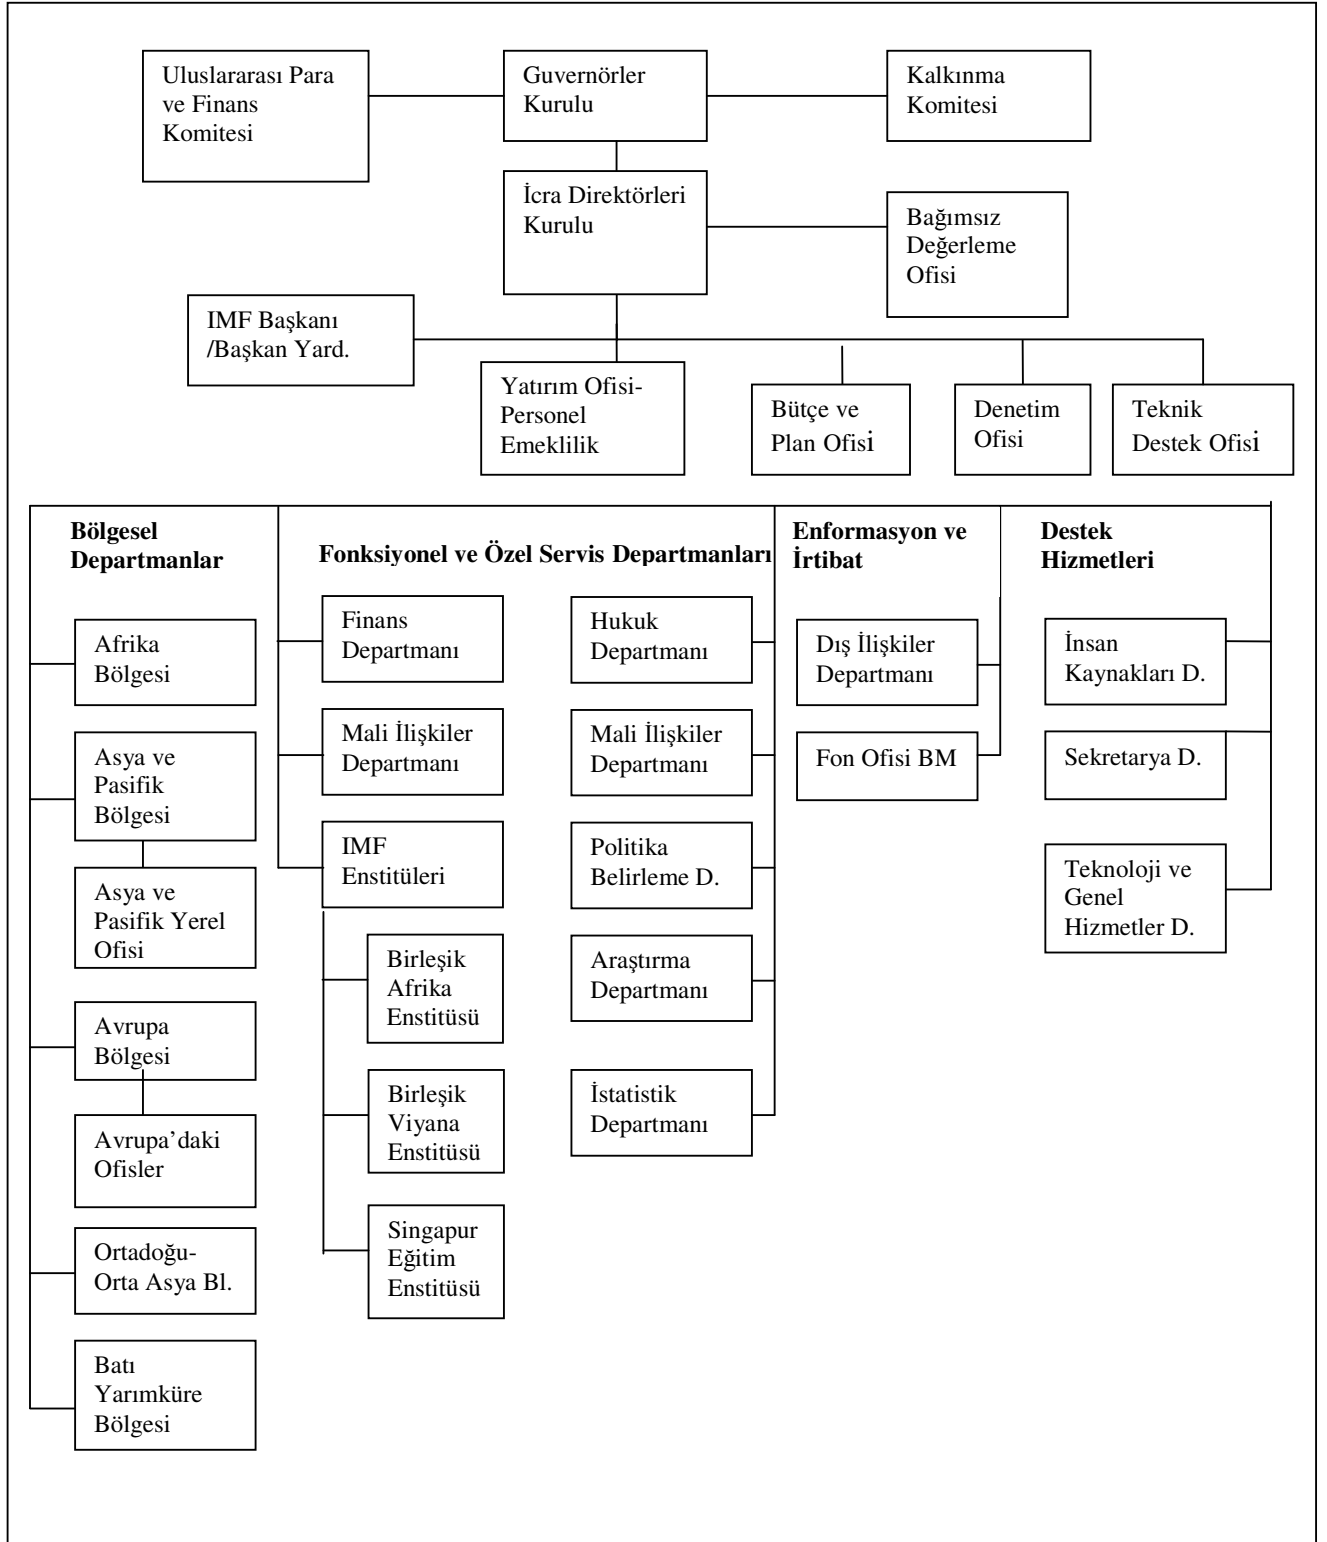 Uluslararası Para
ve Finans
Komitesi
Guvernörler
Kurulu
Kalkınma
Komitesi
İcra Direktörleri
Kurulu
Bağımsız
Değerleme
Ofisi
IMF Başkanı
/Başkan Yard.
Yatırım Ofisi-
Personel
Emeklilik
Bütçe ve
Plan Ofisi
Denetim
Ofisi
Teknik
Destek Ofisi
Bölgesel
Departmanlar
Afrika
Bölgesi
Asya ve
Pasifik
Bölgesi
Asya ve
Pasifik Yerel
Ofisi
Avrupa
Bölgesi
Avrupa’daki
Ofisler
Ortadoğu-
Orta Asya Bl.
Batı
Yarımküre
Bölgesi
Fonksiyonel ve Özel Servis Departmanları
Finans
Departmanı
Mali İlişkiler
Departmanı
IMF
Enstitüleri
Birleşik
Afrika
Enstitüsü
Birleşik
Viyana
Enstitüsü
Singapur
Eğitim
Enstitüsü
Hukuk
Departmanı
Mali İlişkiler
Departmanı
Politika
Belirleme D.
Araştırma
Departmanı
İstatistik
Departmanı
Enformasyon ve
İrtibat
Dış İlişkiler
Departmanı
Fon Ofisi BM
Destek
Hizmetleri
İnsan
Kaynakları D.
Sekretarya D.
Teknoloji ve
Genel
Hizmetler D.